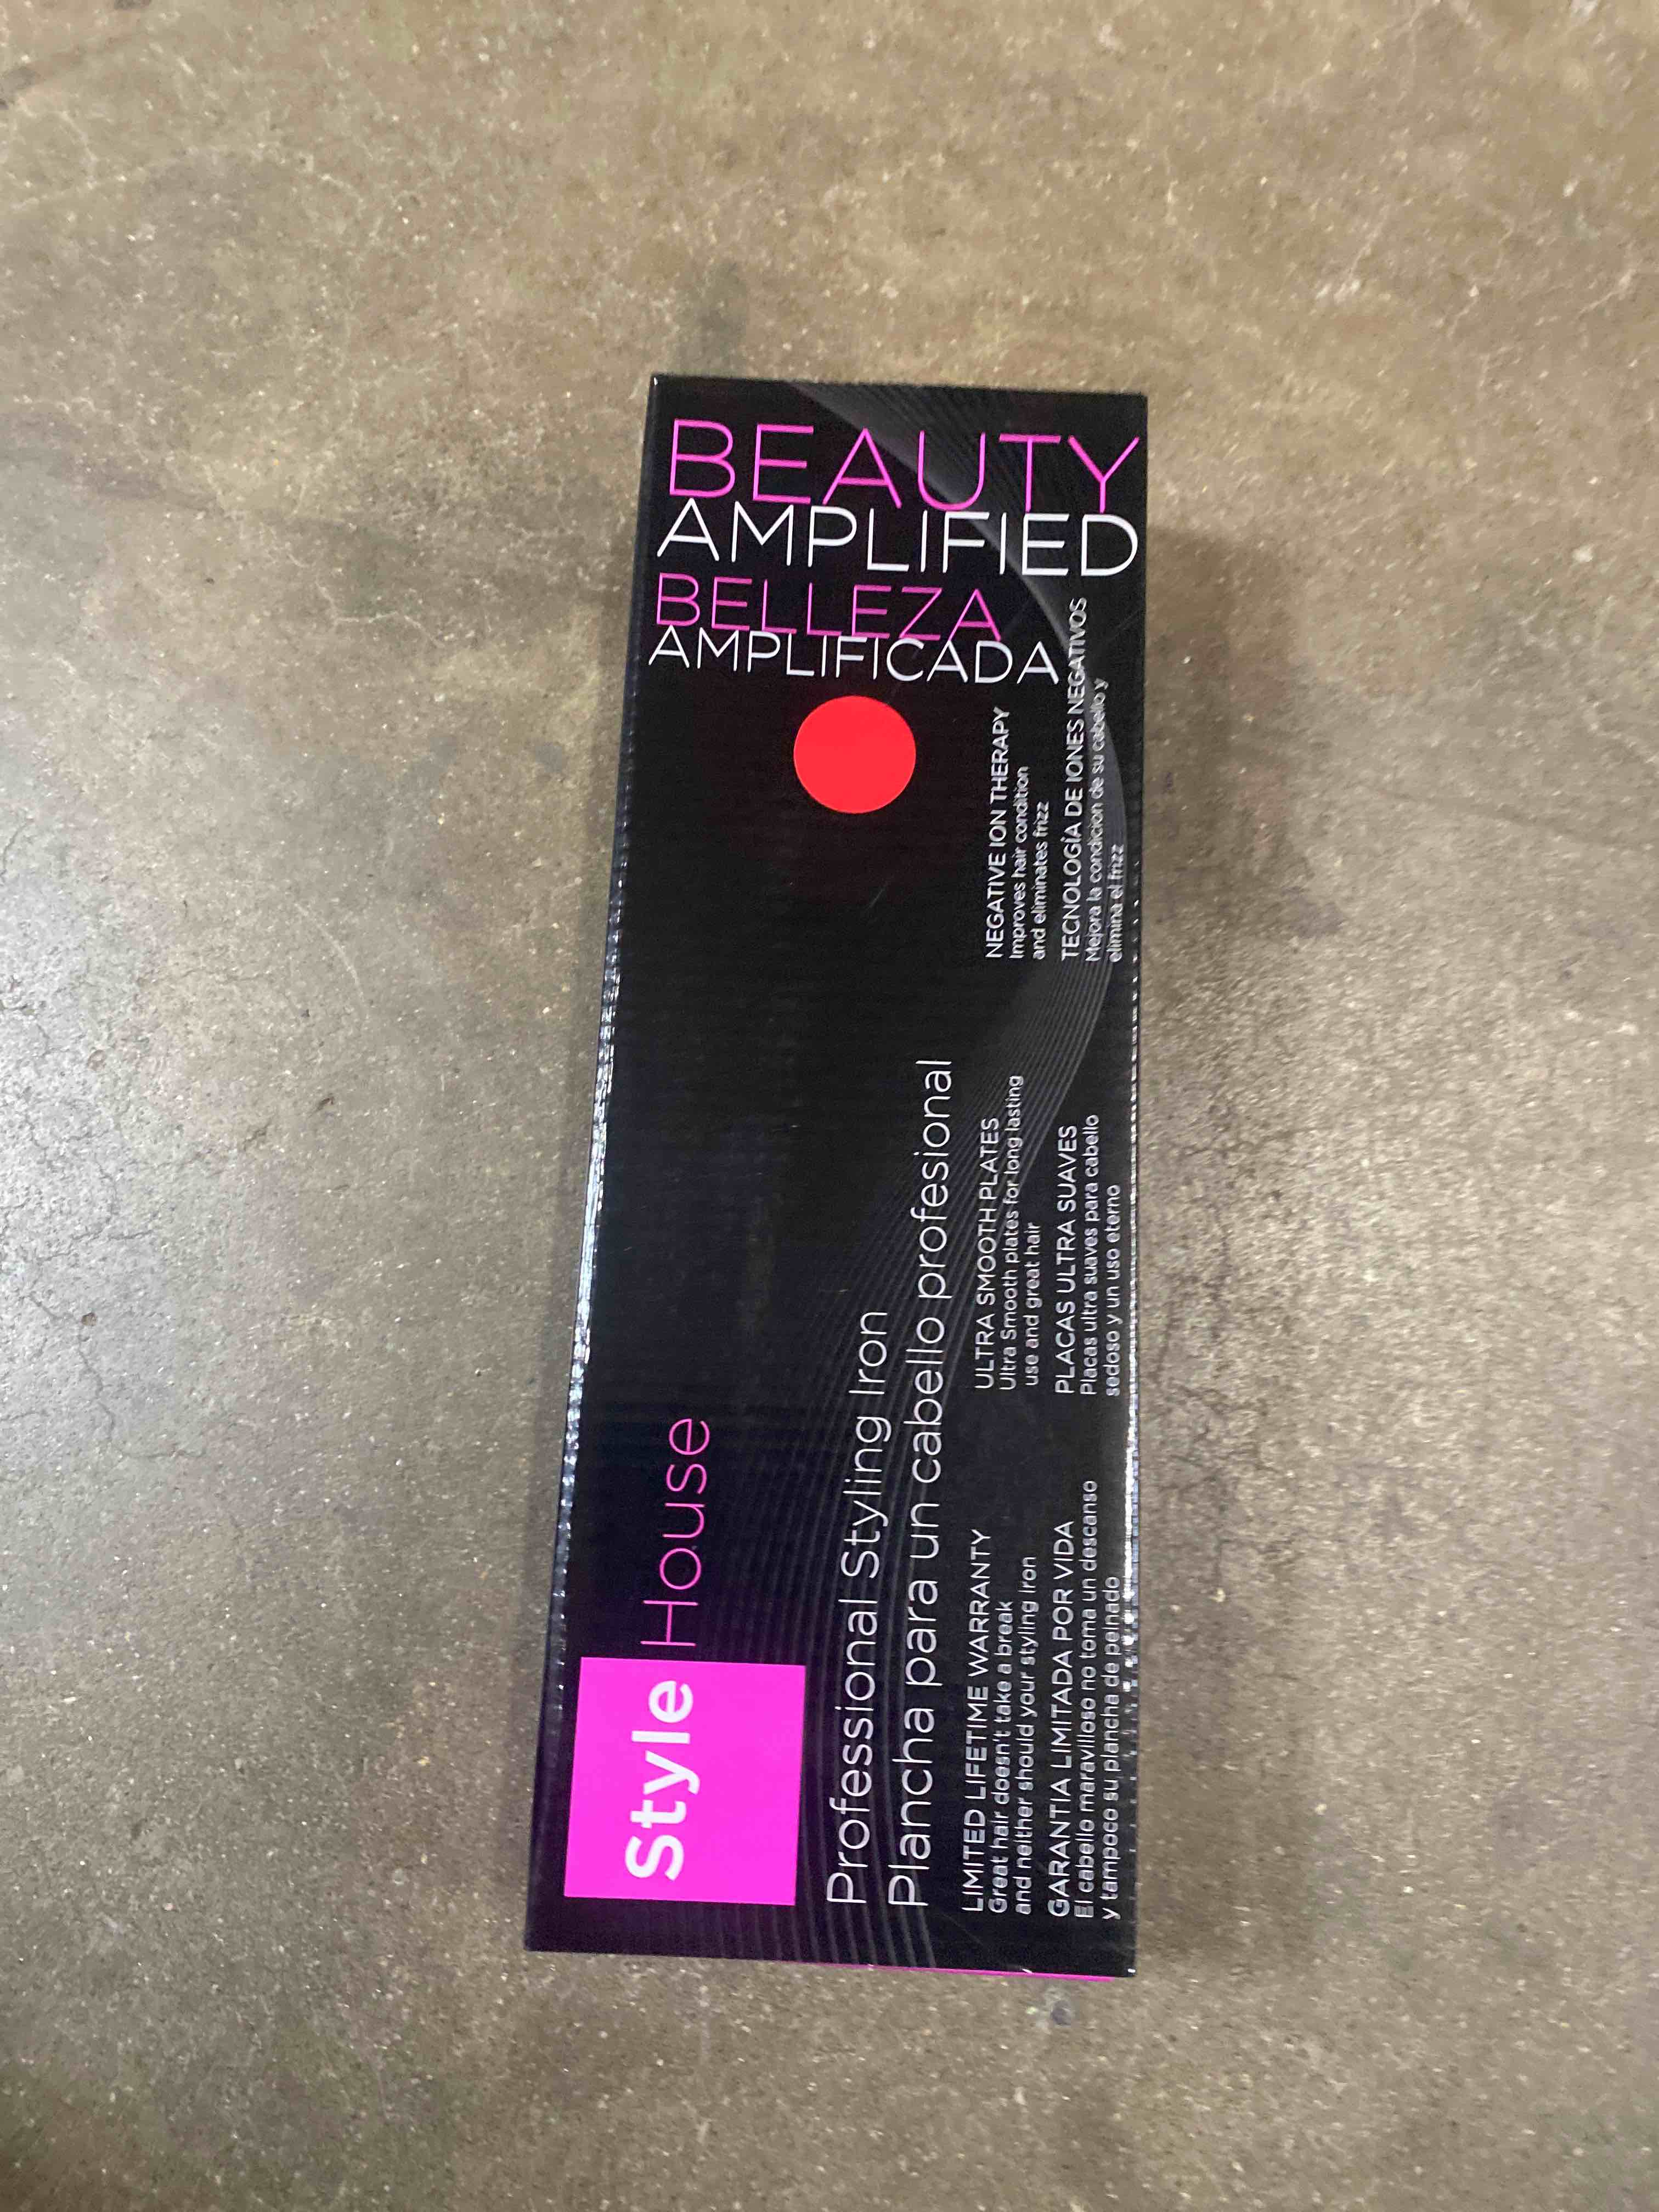 BEAUTY
AMPLIFIED
BELLEZA
AMPLIFICADA
Style House
Professional Styling Iron
Plancha para un cabello profesional
LIMITED LIFETIME WARRANTY
Great hair doesn't take a break
and neither should your styling iron
GARANTIA LIMITADA POR VIDA
El cabello maravilloso no toma un descanso
y tampoco su plancha de peinado
ULTRA SMOOTH PLATES
Ultra Smooth plates for long lasting
use and great hair
PLACAS ULTRA SUAVES
Placas ultra suaves para cabello
sedoso y un uso eterno
NEGATIVE ION THERAPY
Improves hair condition
and eliminates frizz
TECNOLOGÍA DE IONES NEGATIVOS
Mejora la condicion de su cabello y
elimina el frizz